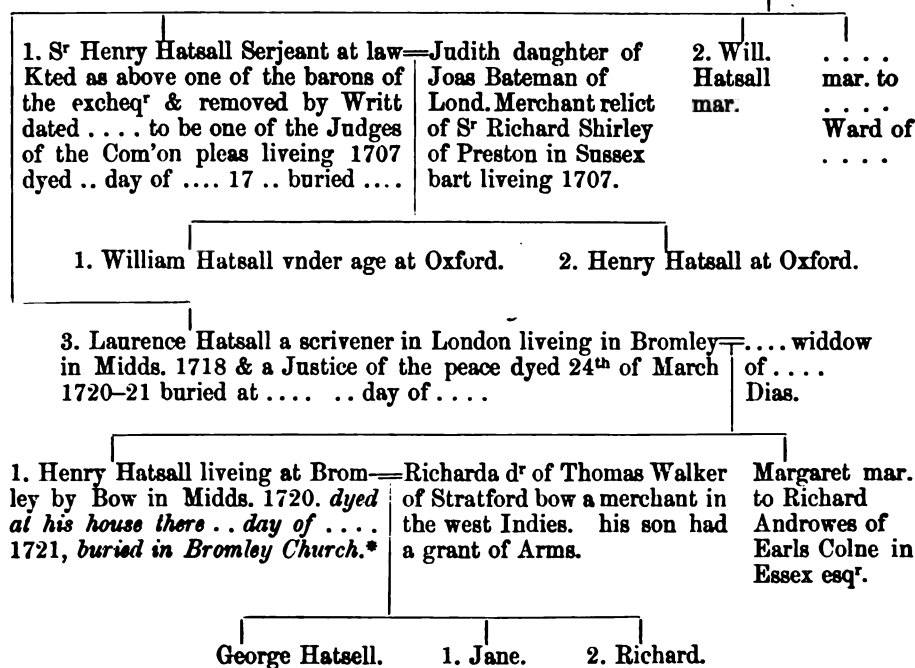 1. Sʳ Henry Hatsall Serjeant at law
Kted as above one of the barons of
the excheqʳ & removed by Writt
dated . . . . to be one of the Judges
of the Com'on pleas liveing 1707
dyed .. day of .... 17 .. buried ....
Judith daughter of
Joas Bateman of
Lond. Merchant relict
of Sʳ Richard Shirley
of Preston in Sussex
bart liveing 1707.
2. Will.
Hatsall
mar.
. . . .
mar. to
. . . .
Ward of
. . . .
1. William Hatsall vnder age at Oxford.
2. Henry Hatsall at Oxford.
3. Laurence Hatsall a scrivener in London liveing in Bromley
in Midds. 1718 & a Justice of the peace dyed 24ᵗʰ of March
1720–21 buried at . . . . .. day of . . . .
. . . . widdow
of . . . .
Dias.
1. Henry Hatsall liveing at Brom-
ley by Bow in Midds. 1720. dyed
at his house there . . day of . . . .
1721, buried in Bromley Church.*
Richarda dʳ of Thomas Walker
of Stratford bow a merchant in
the west Indies. his son had
a grant of Arms.
Margaret mar.
to Richard
Androwes of
Earls Colne in
Essex esqʳ.
George Hatsell.
1. Jane.
2. Richard.